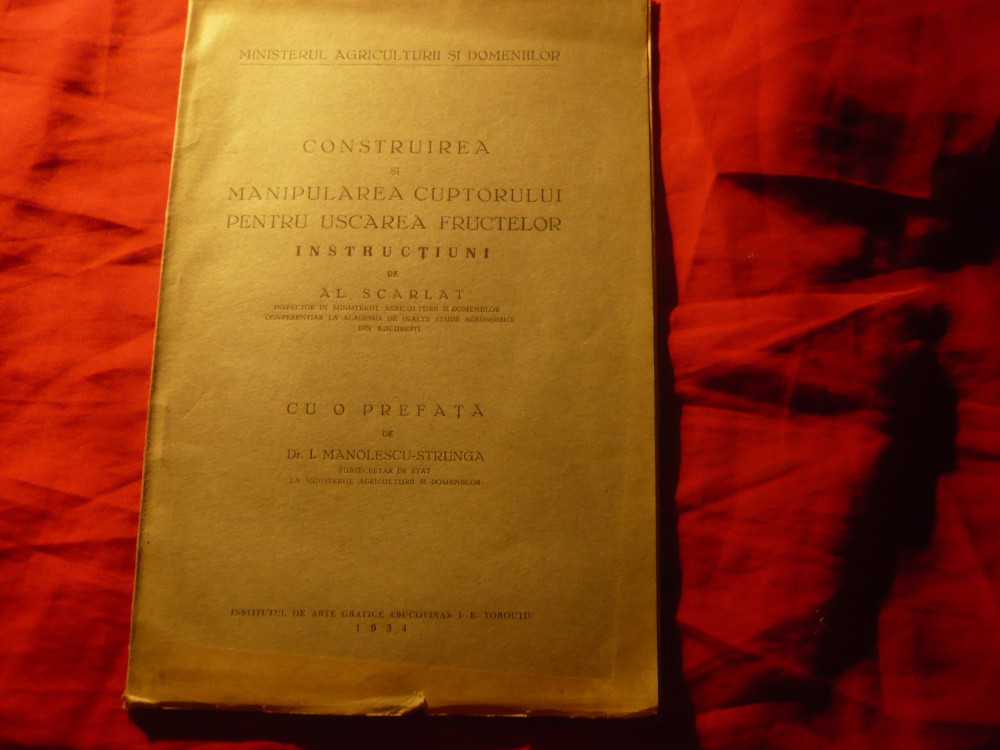 MINISTERUL AGRICULTURII ȘI DOMENIILOR
CONSTRUIREA
ȘI
MANIPULAREA CUPTORULUI
PENTRU USCAREA FRUCTELOR
INSTRUCȚIUNI
DE
AL. SCARLAT
INSPECTOR IN MINISTERUL AGRICULTURII ȘI DOMENIILOR
CONFERENȚIAR LA ACADEMIA DE INALTE STUDII AGRONOMICE
DIN BUCUREȘTI
CU O PREFAȚA
DE
Dr. I. MANOLESCU-STRUNGA
SUBSECRETAR DE STAT
LA MINISTERUL AGRICULTURII ȘI DOMENIILOR
INSTITUTUL DE ARTE GRAFICE «BUCOVINA» I. E. TOROUȚIU
1934